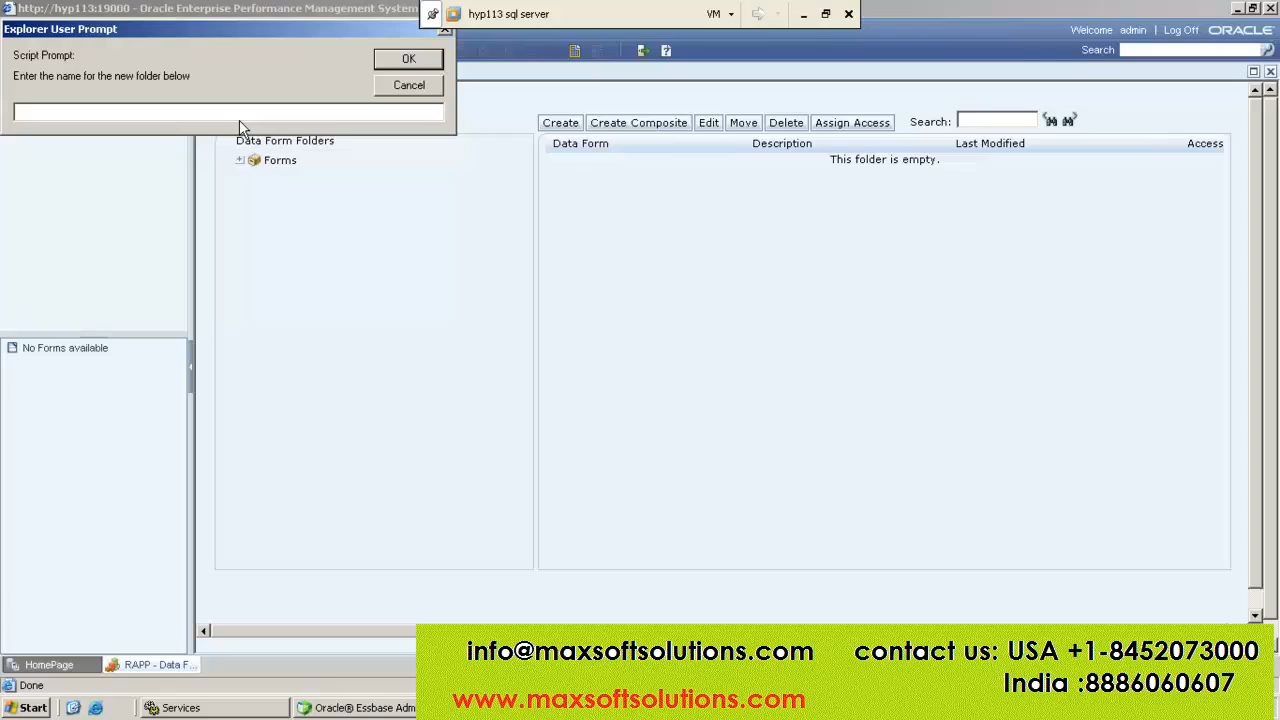 http://hyp113:19000 - Oracle Enterprise Performance Management System
hyp113 sql server
VM
Explorer User Prompt
Script Prompt:
Enter the name for the new folder below
OK
Cancel
Welcome admin | Log Off ORACLE
Search
Create Create Composite Edit Move Delete Assign Access Search:
Data Form Folders
Forms
Data Form Description Last Modified Access
This folder is empty.
No Forms available
HomePage
RAPP - Data F...
Done
Start
Services
Oracle® Essbase Adm
info@maxsoftsolutions.com
contact us: USA +1-8452073000
India :8886060607
www.maxsoftsolutions.com